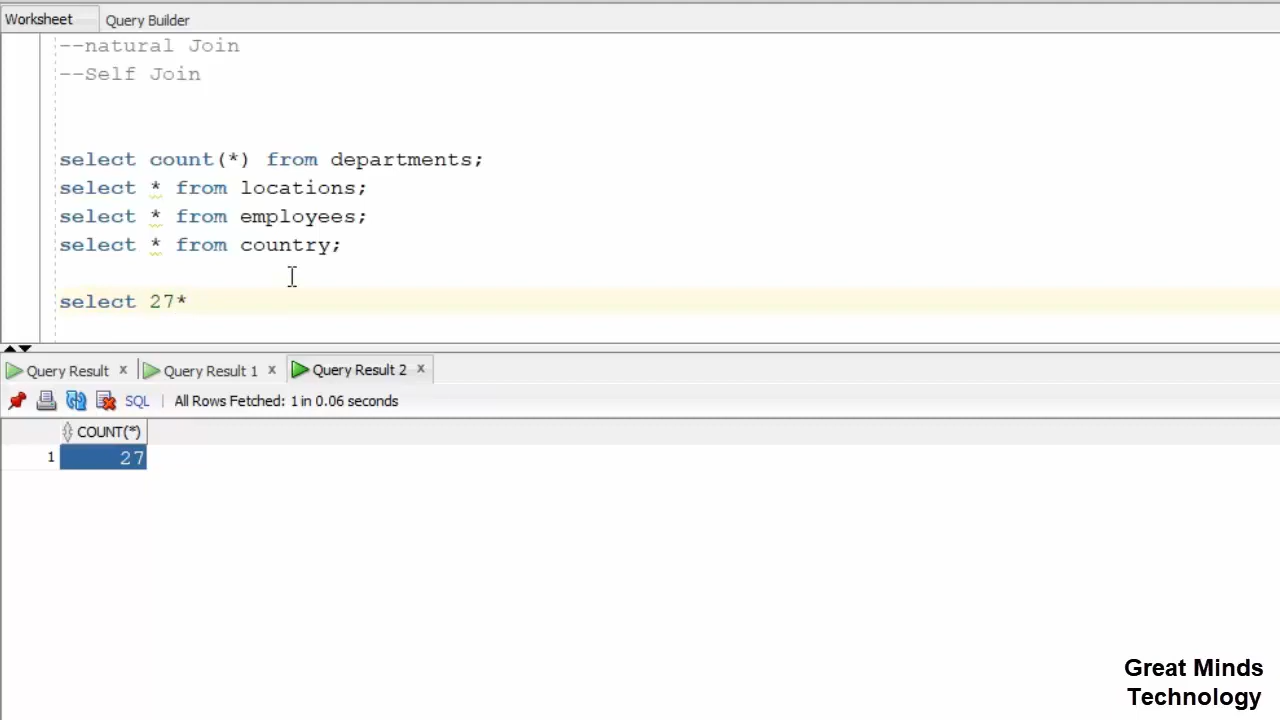 Worksheet Query Builder
--natural Join
--Self Join
select count(*) from departments;
select * from locations;
select * from employees;
select * from country;
select 27*
Query Result × Query Result 1 × Query Result 2 ×
SQL | All Rows Fetched: 1 in 0.06 seconds
COUNT(*)
1 27
Great Minds
Technology